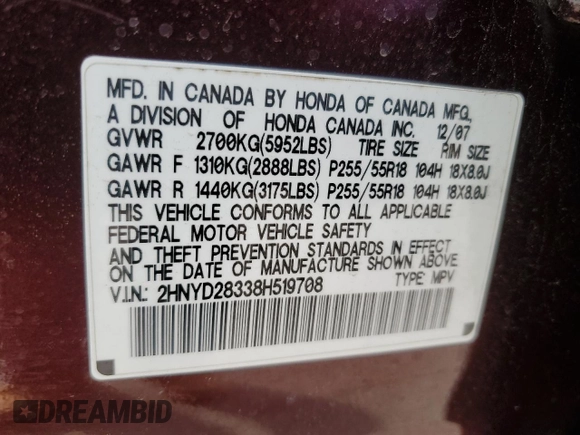 MFD. IN CANADA BY HONDA OF CANADA MFG.,
A DIVISION OF HONDA CANADA INC. 12/07
GVWR 2700KG(5952LBS) TIRE SIZE RIM SIZE
GAWR F 1310KG(2888LBS) P255/55R18 104H 18X8.0J
GAWR R 1440KG(3175LBS) P255/55R18 104H 18X8.0J
THIS VEHICLE CONFORMS TO ALL APPLICABLE
FEDERAL MOTOR VEHICLE SAFETY
AND THEFT PREVENTION STANDARDS IN EFFECT
ON THE DATE OF MANUFACTURE SHOWN ABOVE.
V.I.N.: 2HNYD28338H519708 TYPE: MPV
DREAMBID